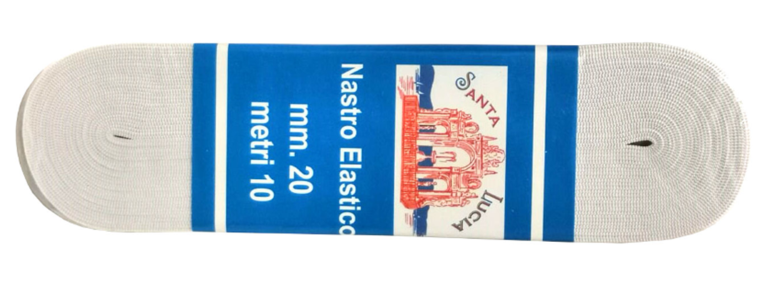 Nastro Elastico
mm. 20
metri 10
SANTA
LUCIA